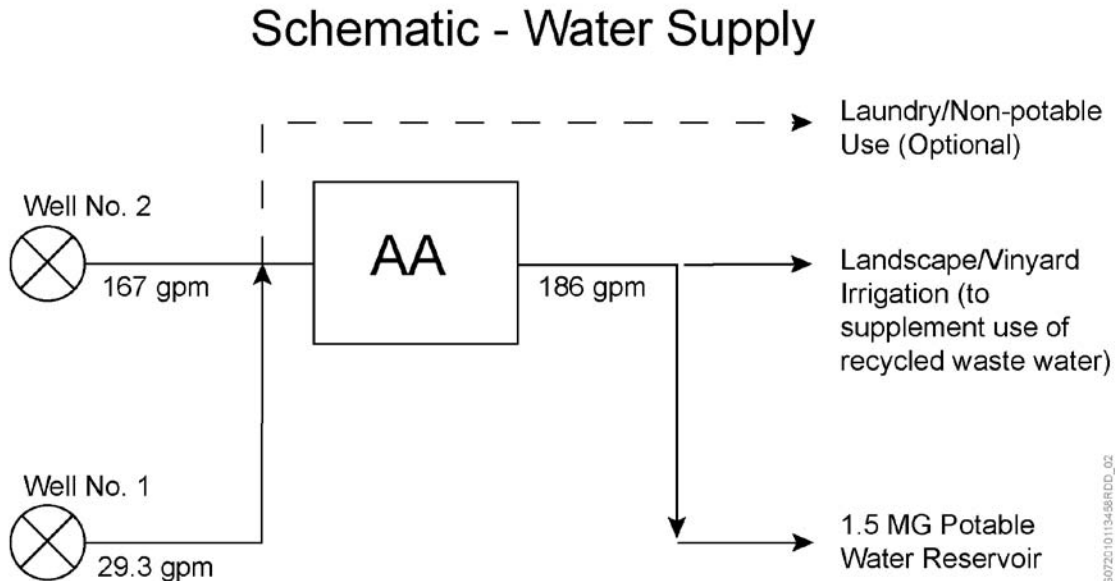 Schematic - Water Supply
Laundry/Non-potable
Use (Optional)
Well No. 2
167 gpm
AA
186 gpm
Landscape/Vinyard
Irrigation (to
supplement use of
recycled waste water)
Well No. 1
29.3 gpm
1.5 MG Potable
Water Reservoir